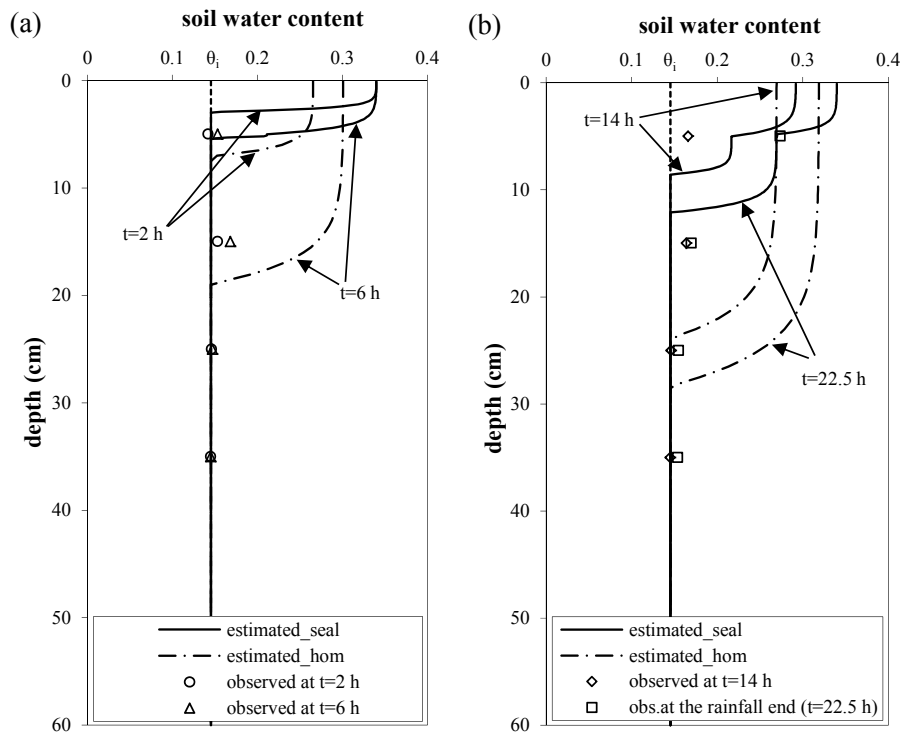 (a)
soil water content
0
0.1
θi
0.2
0.3
0.4
0
10
20
30
40
50
60
depth (cm)
t=2 h
t=6 h
estimated_seal
estimated_hom
observed at t=2 h
observed at t=6 h
(b)
soil water content
0
0.1
θi
0.2
0.3
0.4
0
10
20
30
40
50
60
depth (cm)
t=14 h
t=22.5 h
estimated_seal
estimated_hom
observed at t=14 h
obs.at the rainfall end (t=22.5 h)